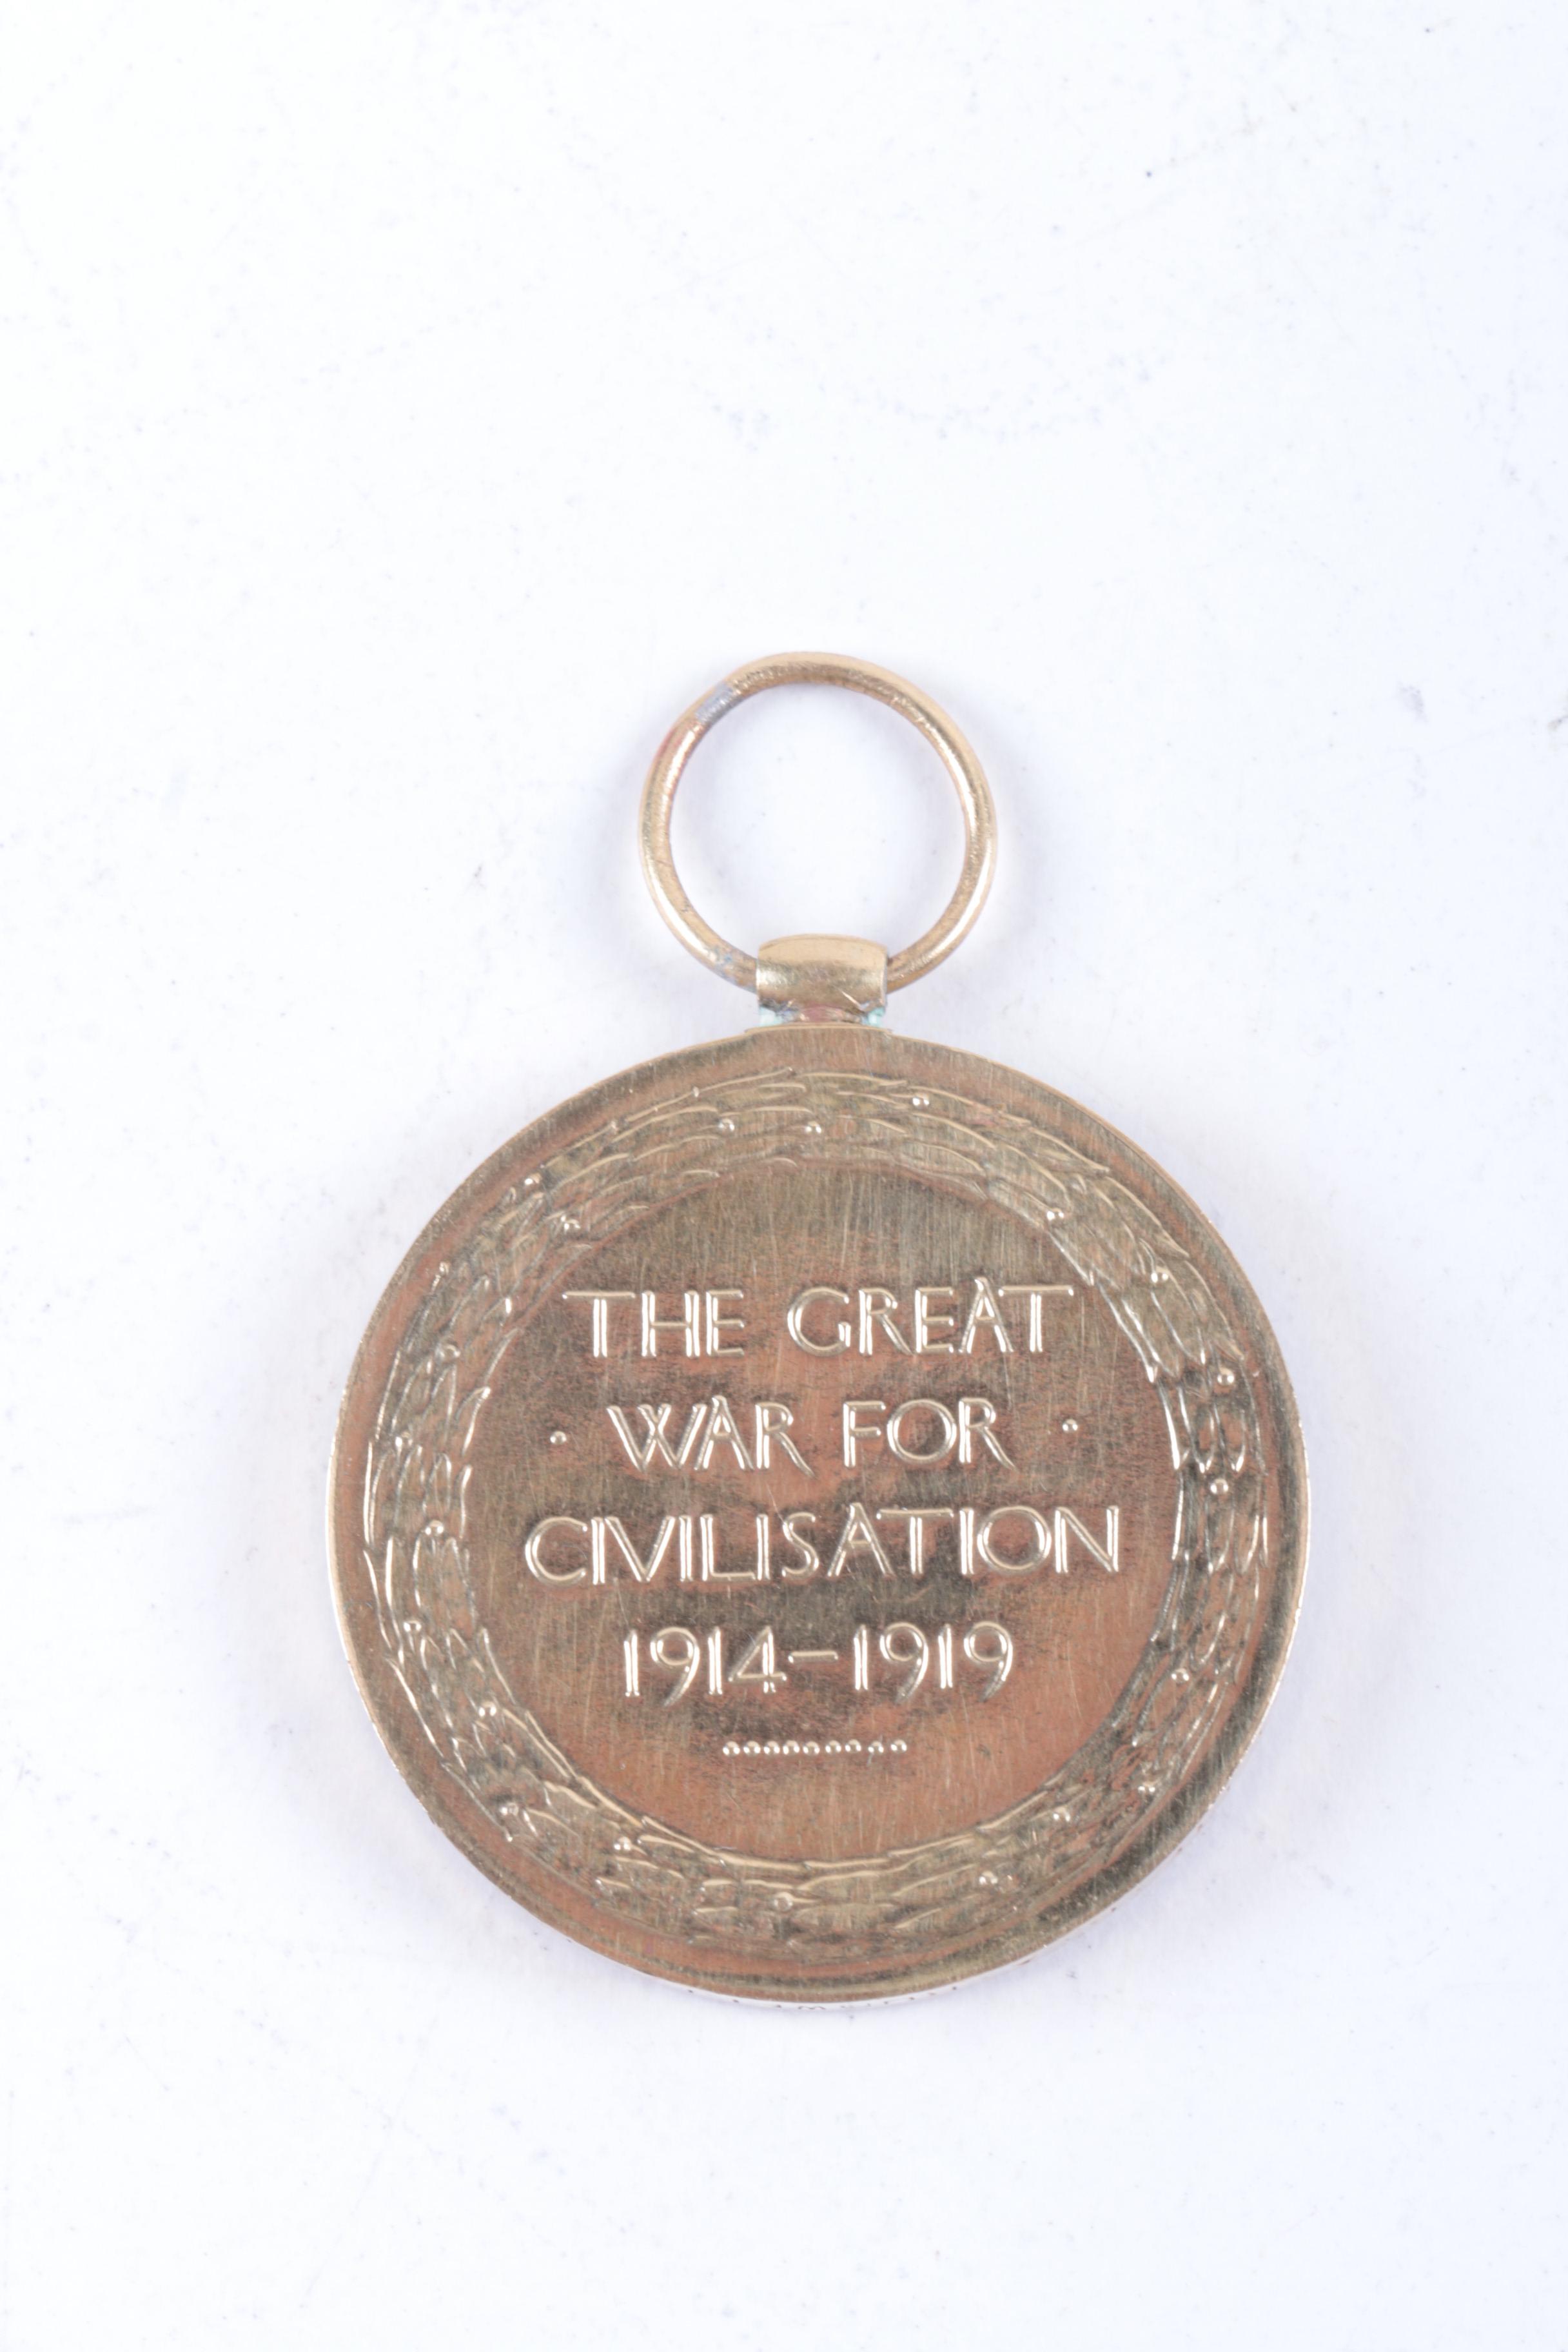 THE GREAT
· WAR FOR ·
CIVILISATION
1914-1919